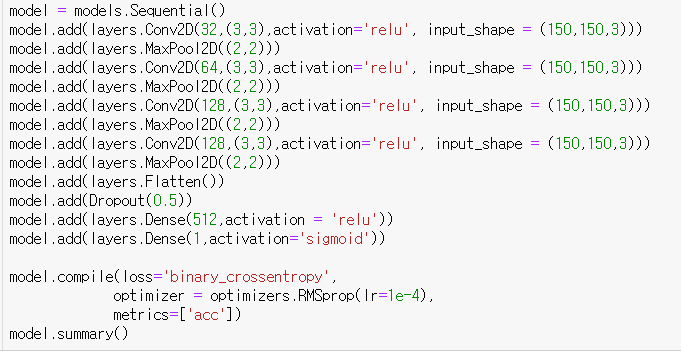 model = models.Sequential()
model.add(layers.Conv2D(32,(3,3),activation='relu', input_shape = (150,150,3)))
model.add(layers.MaxPool2D((2,2)))
model.add(layers.Conv2D(64,(3,3),activation='relu', input_shape = (150,150,3)))
model.add(layers.MaxPool2D((2,2)))
model.add(layers.Conv2D(128,(3,3),activation='relu', input_shape = (150,150,3)))
model.add(layers.MaxPool2D((2,2)))
model.add(layers.Conv2D(128,(3,3),activation='relu', input_shape = (150,150,3)))
model.add(layers.MaxPool2D((2,2)))
model.add(layers.Flatten())
model.add(Dropout(0.5))
model.add(layers.Dense(512,activation = 'relu'))
model.add(layers.Dense(1,activation='sigmoid'))

model.compile(loss='binary_crossentropy',
              optimizer = optimizers.RMSprop(lr=1e-4),
              metrics=['acc'])
model.summary()